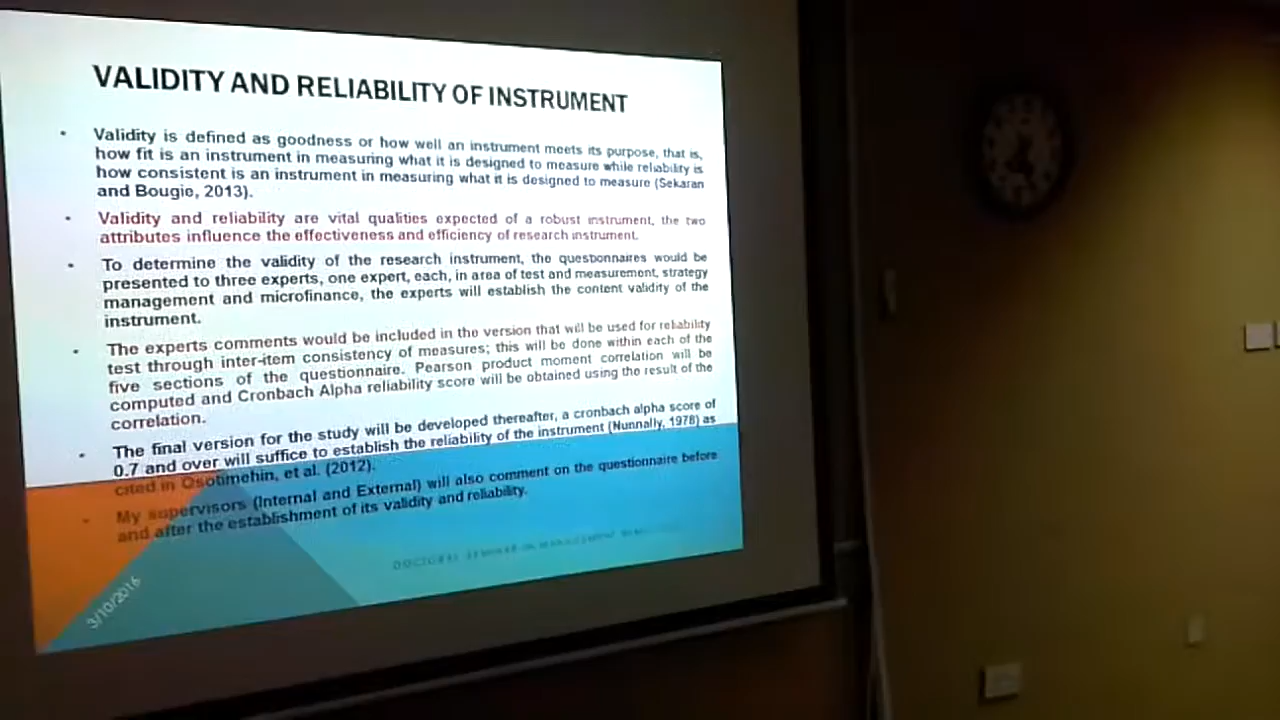 VALIDITY AND RELIABILITY OF INSTRUMENT
• Validity is defined as goodness or how well an instrument meets its purpose, that is,
how fit is an instrument in measuring what it is designed to measure while reliability is
how consistent is an instrument in measuring what it is designed to measure (Sekaran
and Bougie, 2013).
• Validity and reliability are vital qualities expected of a robust instrument, the two
attributes influence the effectiveness and efficiency of research instrument.
• To determine the validity of the research instrument, the questionnaires would be
presented to three experts, one expert, each, in area of test and measurement, strategy
management and microfinance, the experts will establish the content validity of the
instrument.
• The experts comments would be included in the version that will be used for reliability
test through inter-item consistency of measures; this will be done within each of the
five sections of the questionnaire. Pearson product moment correlation will be
computed and Cronbach Alpha reliability score will be obtained using the result of the
correlation.
• The final version for the study will be developed thereafter, a cronbach alpha score of
0.7 and over will suffice to establish the reliability of the instrument (Nunnally, 1978) as
cited in Osotimehin, et al. (2012).
• My supervisors (Internal and External) will also comment on the questionnaire before
and after the establishment of its validity and reliability.
DOCTORAL SEMINAR
3/10/2016